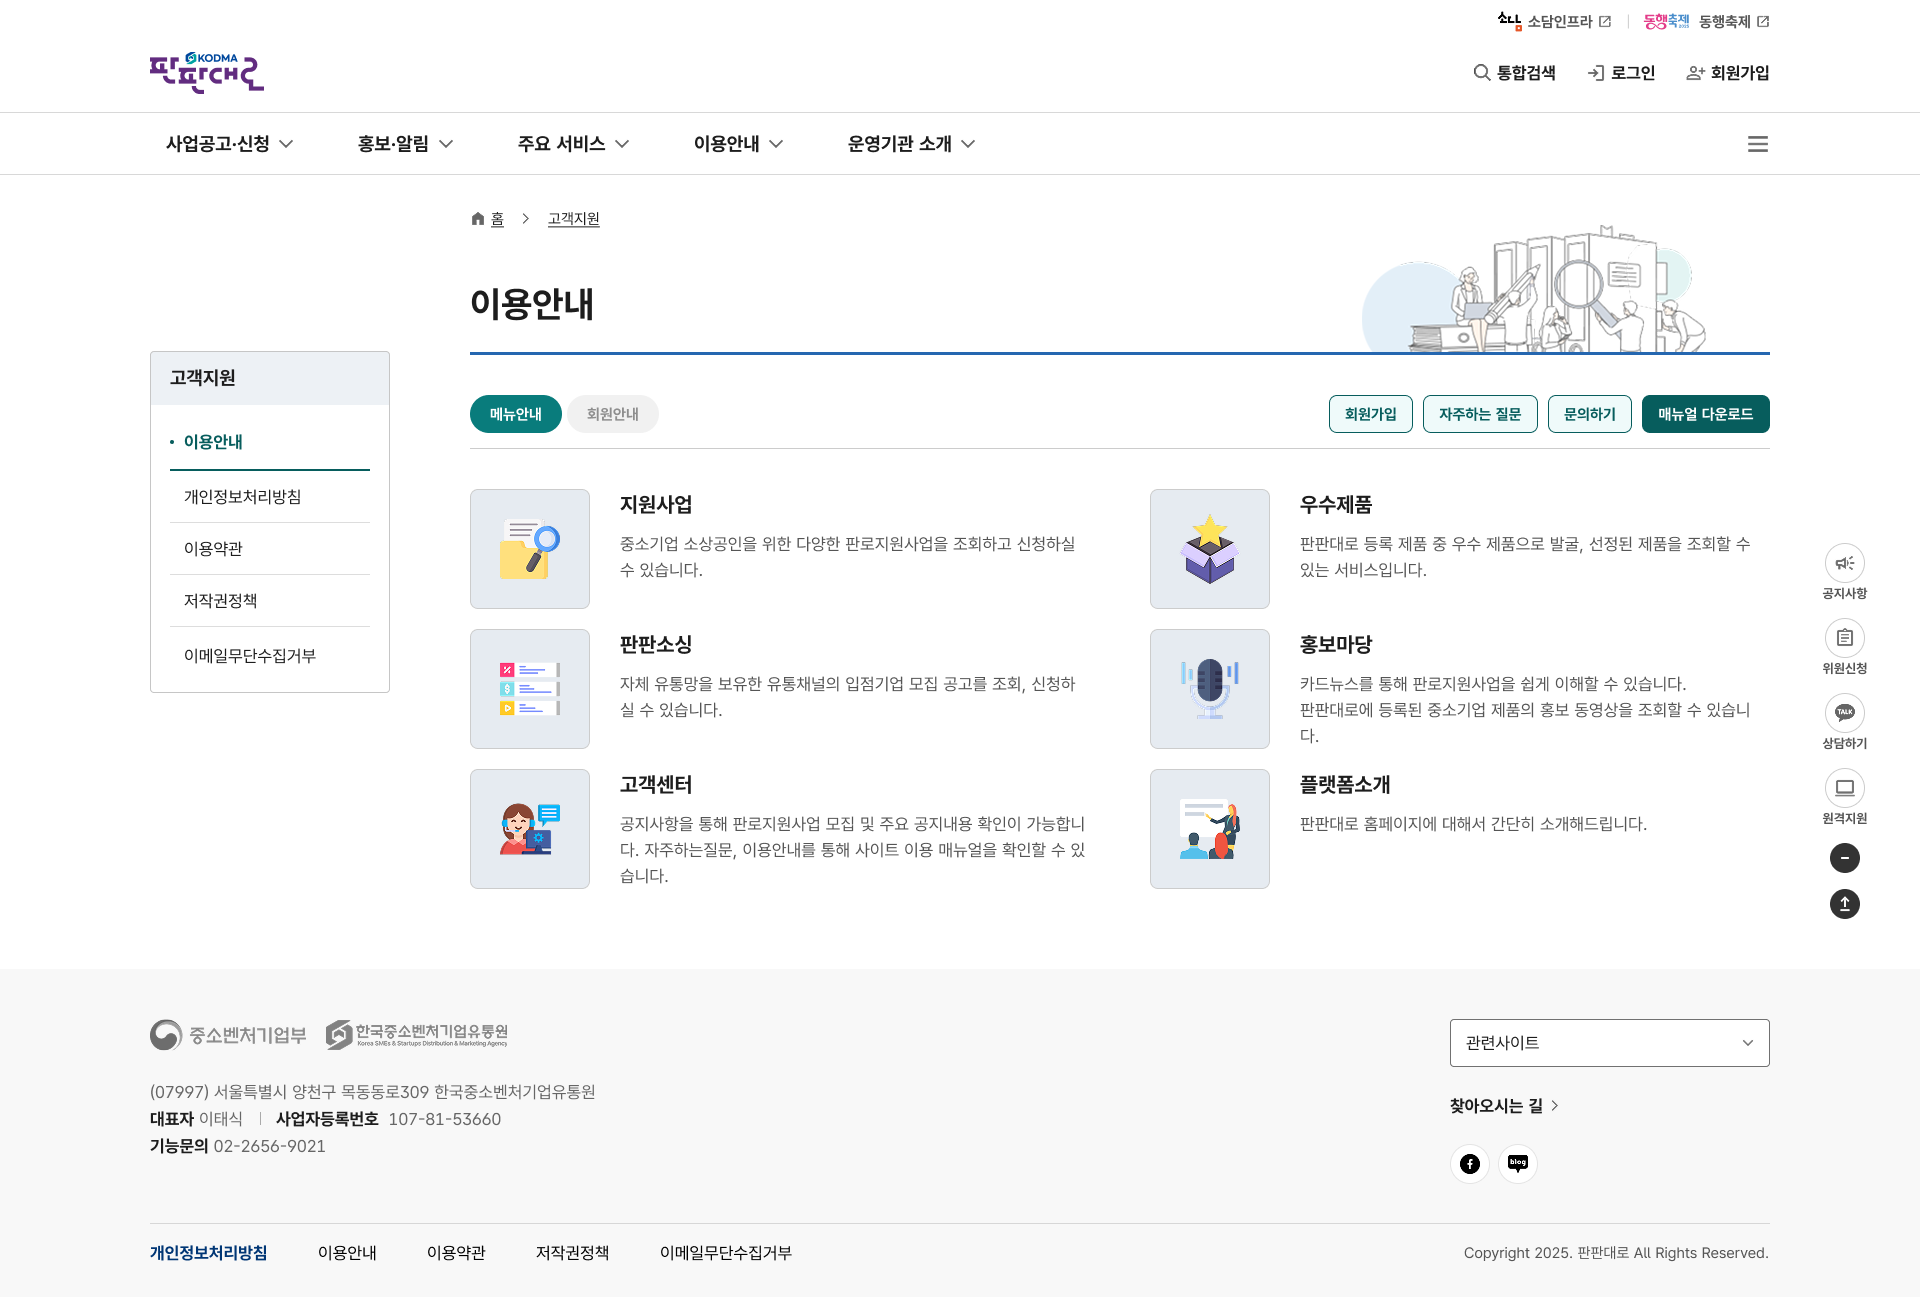 소담 소담인프라
동행축제 2025 동행축제
KODMA
판판대로
통합검색 로그인 회원가입
사업공고·신청 홍보·알림 주요 서비스 이용안내 운영기관 소개
홈 고객지원
이용안내
고객지원
이용안내
개인정보처리방침
이용약관
저작권정책
이메일무단수집거부
메뉴안내 회원안내
회원가입 자주하는 질문 문의하기 매뉴얼 다운로드
지원사업
중소기업 소상공인을 위한 다양한 판로지원사업을 조회하고 신청하실
수 있습니다.
우수제품
판판대로 등록 제품 중 우수 제품으로 발굴, 선정된 제품을 조회할 수
있는 서비스입니다.
판판소싱
자체 유통망을 보유한 유통채널의 입점기업 모집 공고를 조회, 신청하
실 수 있습니다.
홍보마당
카드뉴스를 통해 판로지원사업을 쉽게 이해할 수 있습니다.
판판대로에 등록된 중소기업 제품의 홍보 동영상을 조회할 수 있습니
다.
고객센터
공지사항을 통해 판로지원사업 모집 및 주요 공지내용 확인이 가능합니
다. 자주하는질문, 이용안내를 통해 사이트 이용 매뉴얼을 확인할 수 있
습니다.
플랫폼소개
판판대로 홈페이지에 대해서 간단히 소개해드립니다.
공지사항
위원신청
TALK
상담하기
원격지원
중소벤처기업부
한국중소벤처기업유통원
Korea SMEs & Startups Distribution & Marketing Agency
(07997) 서울특별시 양천구 목동동로309 한국중소벤처기업유통원
대표자 이태식 사업자등록번호 107-81-53660
기능문의 02-2656-9021
관련사이트
찾아오시는 길
blog
개인정보처리방침 이용안내 이용약관 저작권정책 이메일무단수집거부
Copyright 2025. 판판대로 All Rights Reserved.